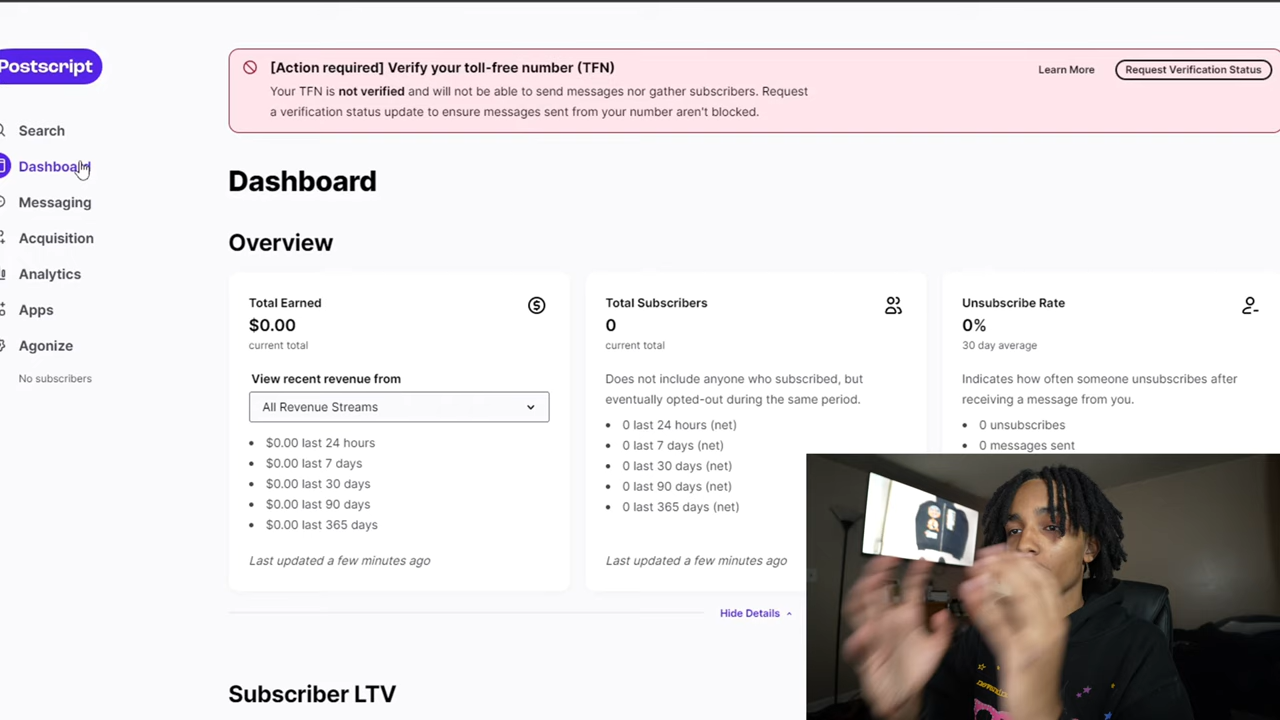 Postscript
[Action required] Verify your toll-free number (TFN)
Your TFN is not verified and will not be able to send messages nor gather subscribers. Request
a verification status update to ensure messages sent from your number aren't blocked.
Learn More
Request Verification Status
Search
Dashboard
Messaging
Acquisition
Analytics
Apps
Agonize
No subscribers
Dashboard
Overview
Total Earned
$0.00
current total
View recent revenue from
All Revenue Streams
$0.00 last 24 hours
$0.00 last 7 days
$0.00 last 30 days
$0.00 last 90 days
$0.00 last 365 days
Last updated a few minutes ago
Total Subscribers
0
current total
Does not include anyone who subscribed, but
eventually opted-out during the same period.
0 last 24 hours (net)
0 last 7 days (net)
0 last 30 days (net)
0 last 90 days (net)
0 last 365 days (net)
Last updated a few minutes ago
Unsubscribe Rate
0%
30 day average
Indicates how often someone unsubscribes after
receiving a message from you.
0 unsubscribes
0 messages sent
Hide Details
Subscriber LTV